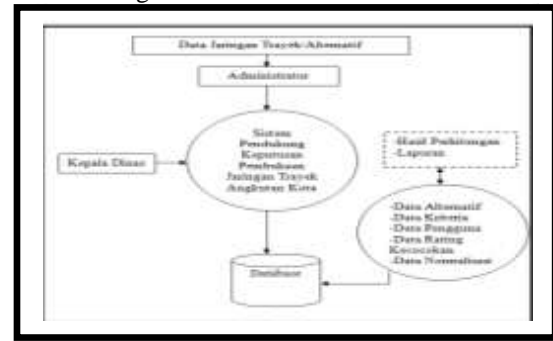 Data Jaringan Trayek/Alternatif
Administrator
Sistem
Pendukung
Keputusan
Pembukaan
Jaringan Trayek
Angkutan Kota
Kepala Dinas
-Hasil Perhitungan
-Laporan
-Data Alternatif
-Data Kriteria
-Data Pengguna
-Data Rating
Kecocokan
-Data Normalisasi
Database